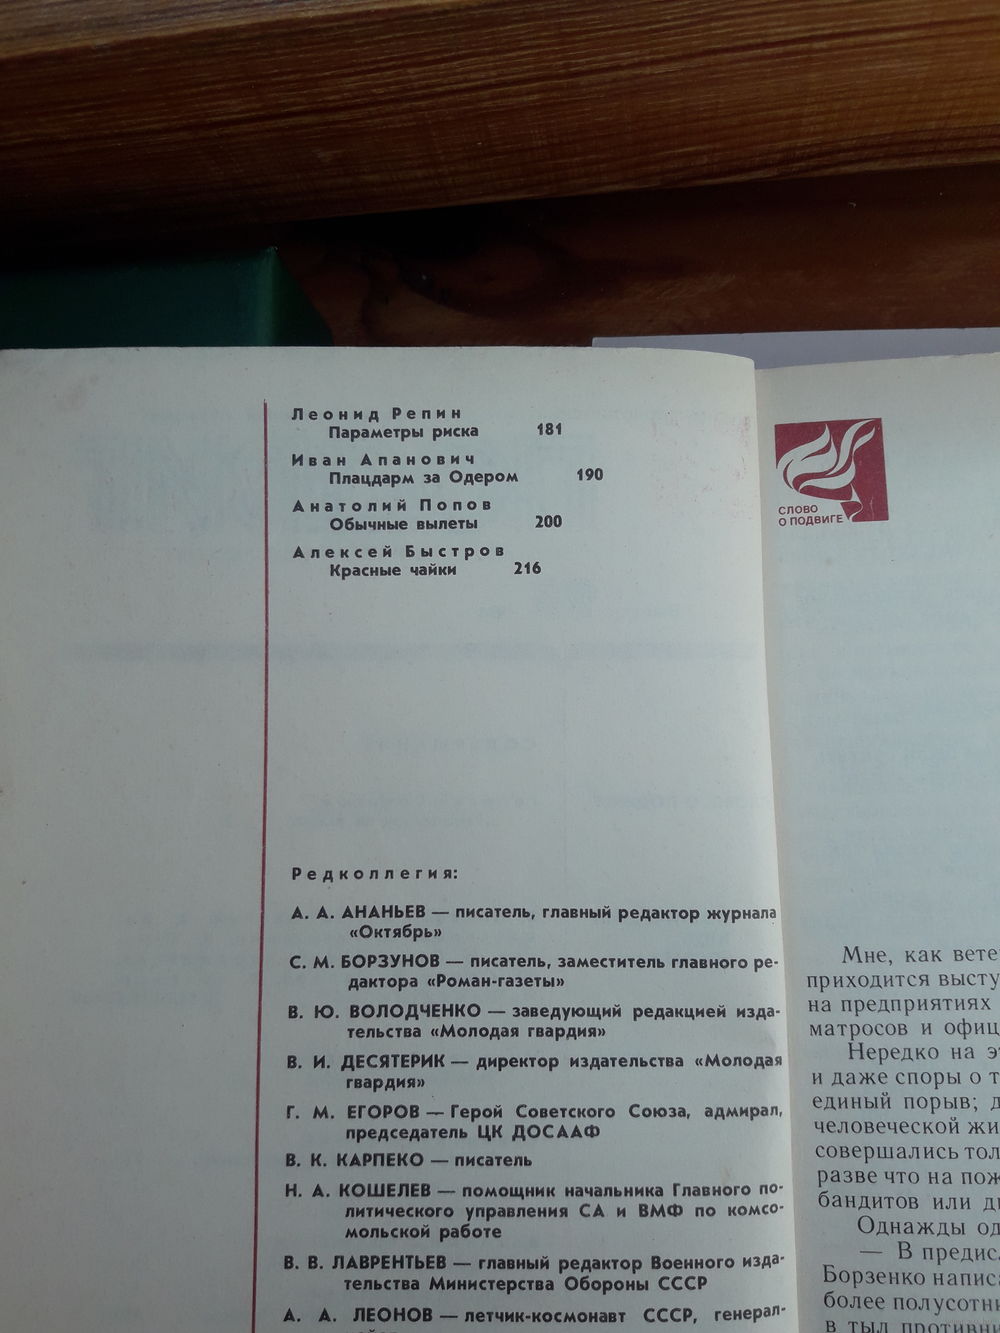 Леонид Репин
Параметры риска 181
Иван Апанович
Плацдарм за Одером 190
Анатолий Попов
Обычные вылеты 200
Алексей Быстров
Красные чайки 216
Редколлегия:
А. А. АНАНЬЕВ — писатель, главный редактор журнала
«Октябрь»
С. М. БОРЗУНОВ — писатель, заместитель главного ре-
дактора «Роман-газеты»
В. Ю. ВОЛОДЧЕНКО — заведующий редакцией изда-
тельства «Молодая гвардия»
В. И. ДЕСЯТЕРИК — директор издательства «Молодая
гвардия»
Г. М. ЕГОРОВ — Герой Советского Союза, адмирал,
председатель ЦК ДОСААФ
В. К. КАРПЕКО — писатель
Н. А. КОШЕЛЕВ — помощник начальника Главного по-
литического управления СА и ВМФ по комсо-
мольской работе
В. В. ЛАВРЕНТЬЕВ — главный редактор Военного изда-
тельства Министерства Обороны СССР
А. А. ЛЕОНОВ — летчик-космонавт СССР, генерал-
СЛОВО
О ПОДВИГЕ
Мне, как вете
приходится высту
на предприятиях
матросов и офиц
Нередко на э
и даже споры о т
единый порыв; д
человеческой жи
совершались тол
разве что на пож
бандитов или д
Однажды од
— В предис
Борзенко написа
более полусотн
в тыл противни